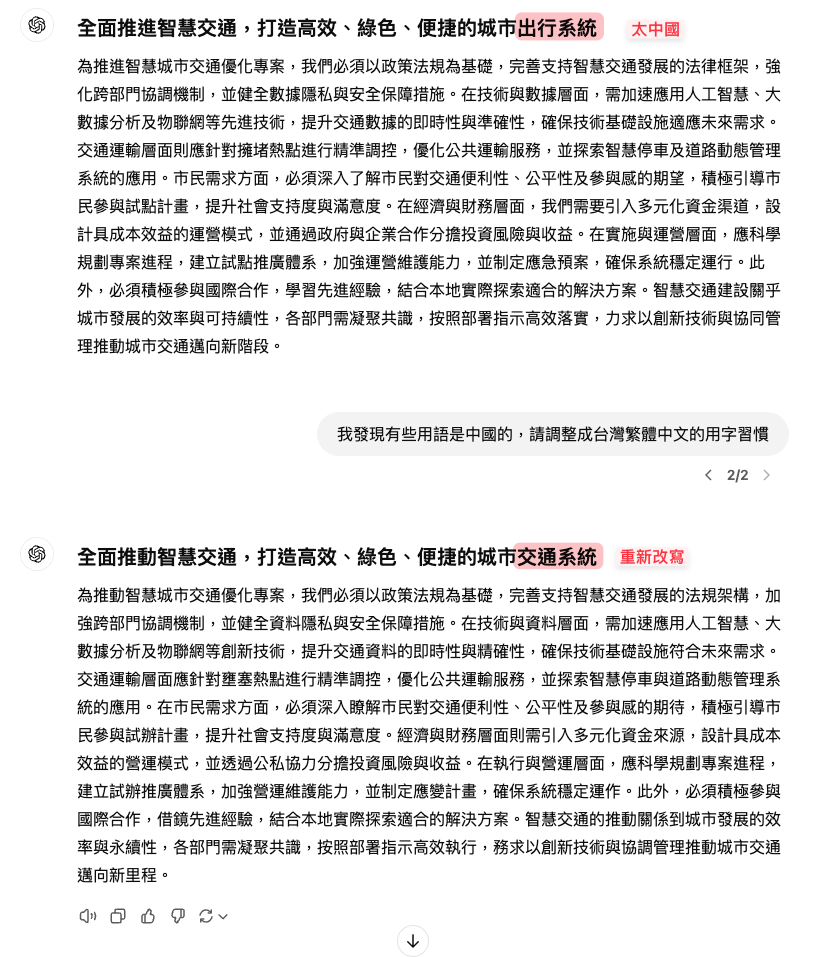 全面推進智慧交通，打造高效、綠色、便捷的城市出行系統 太中國
為推進智慧城市交通優化專案，我們必須以政策法規為基礎，完善支持智慧交通發展的法律框架，強
化跨部門協調機制，並健全數據隱私與安全保障措施。在技術與數據層面，需加速應用人工智慧、大
數據分析及物聯網等先進技術，提升交通數據的即時性與準確性，確保技術基礎設施適應未來需求。
交通運輸層面則應針對擁堵熱點進行精準調控，優化公共運輸服務，並探索智慧停車及道路動態管理
系統的應用。市民需求方面，必須深入了解市民對交通便利性、公平性及參與感的期望，積極引導市
民參與試點計畫，提升社會支持度與滿意度。在經濟與財務層面，我們需要引入多元化資金渠道，設
計具成本效益的運營模式，並通過政府與企業合作分擔投資風險與收益。在實施與運營層面，應科學
規劃專案進程，建立試點推廣體系，加強運營維護能力，並制定應急預案，確保系統穩定運行。此
外，必須積極參與國際合作，學習先進經驗，結合本地實際探索適合的解決方案。智慧交通建設關乎
城市發展的效率與可持續性，各部門需凝聚共識，按照部署指示高效落實，力求以創新技術與協同管
理推動城市交通邁向新階段。
我發現有些用語是中國的，請調整成台灣繁體中文的用字習慣
2/2
全面推動智慧交通，打造高效、綠色、便捷的城市交通系統 重新改寫
為推動智慧城市交通優化專案，我們必須以政策法規為基礎，完善支持智慧交通發展的法規架構，加
強跨部門協調機制，並健全資料隱私與安全保障措施。在技術與資料層面，需加速應用人工智慧、大
數據分析及物聯網等創新技術，提升交通資料的即時性與精確性，確保技術基礎設施符合未來需求。
交通運輸層面應針對壅塞熱點進行精準調控，優化公共運輸服務，並探索智慧停車與道路動態管理系
統的應用。在市民需求方面，必須深入瞭解市民對交通便利性、公平性及參與感的期待，積極引導市
民參與試辦計畫，提升社會支持度與滿意度。經濟與財務層面則需引入多元化資金來源，設計具成本
效益的營運模式，並透過公私協力分擔投資風險與收益。在執行與營運層面，應科學規劃專案進程，
建立試辦推廣體系，加強營運維護能力，並制定應變計畫，確保系統穩定運作。此外，必須積極參與
國際合作，借鏡先進經驗，結合本地實際探索適合的解決方案。智慧交通的推動關係到城市發展的效
率與永續性，各部門需凝聚共識，按照部署指示高效執行，務求以創新技術與協調管理推動城市交通
邁向新里程。